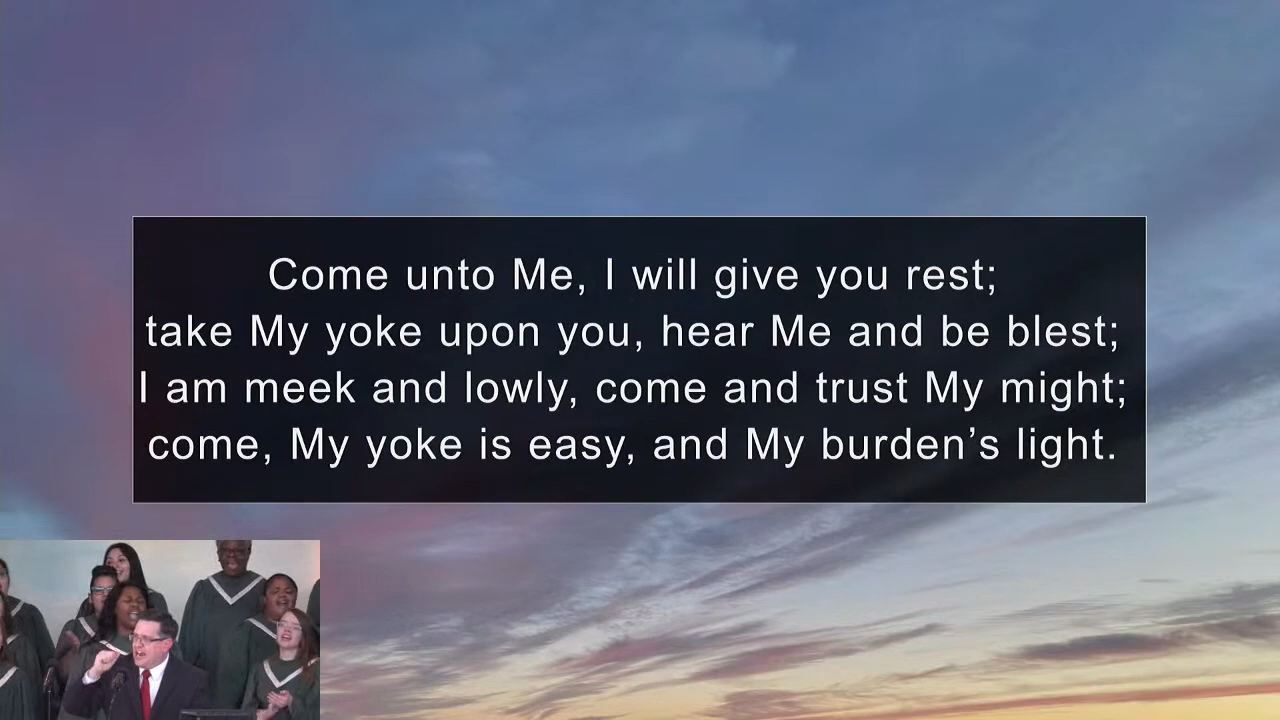 Come unto Me, I will give you rest;
take My yoke upon you, hear Me and be blest;
I am meek and lowly, come and trust My might;
come, My yoke is easy, and My burden’s light.